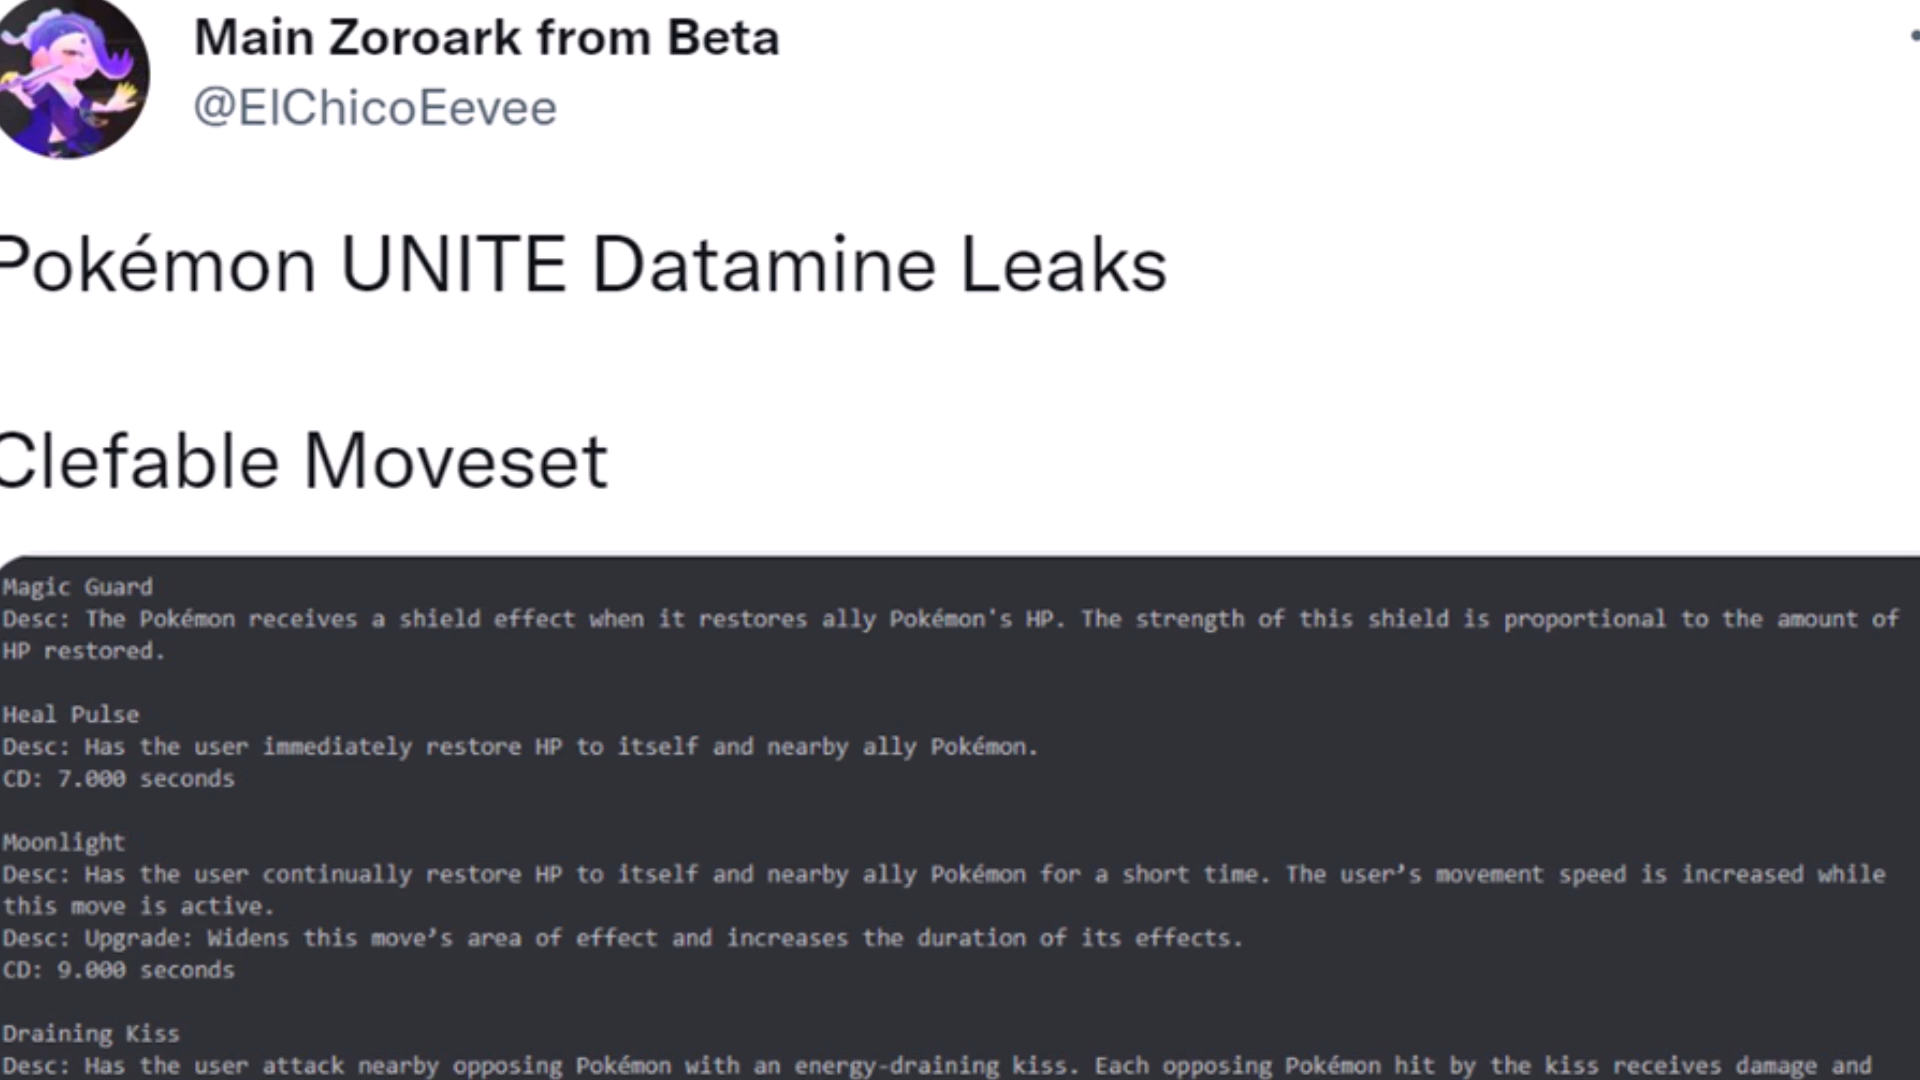 Main Zoroark from Beta
@ElChicoEevee
Pokémon UNITE Datamine Leaks
Clefable Moveset
Magic Guard
Desc: The Pokémon receives a shield effect when it restores ally Pokémon's HP. The strength of this shield is proportional to the amount of
HP restored.
Heal Pulse
Desc: Has the user immediately restore HP to itself and nearby ally Pokémon.
CD: 7.000 seconds
Moonlight
Desc: Has the user continually restore HP to itself and nearby ally Pokémon for a short time. The user’s movement speed is increased while
this move is active.
Desc: Upgrade: Widens this move’s area of effect and increases the duration of its effects.
CD: 9.000 seconds
Draining Kiss
Desc: Has the user attack nearby opposing Pokémon with an energy-draining kiss. Each opposing Pokémon hit by the kiss receives damage and